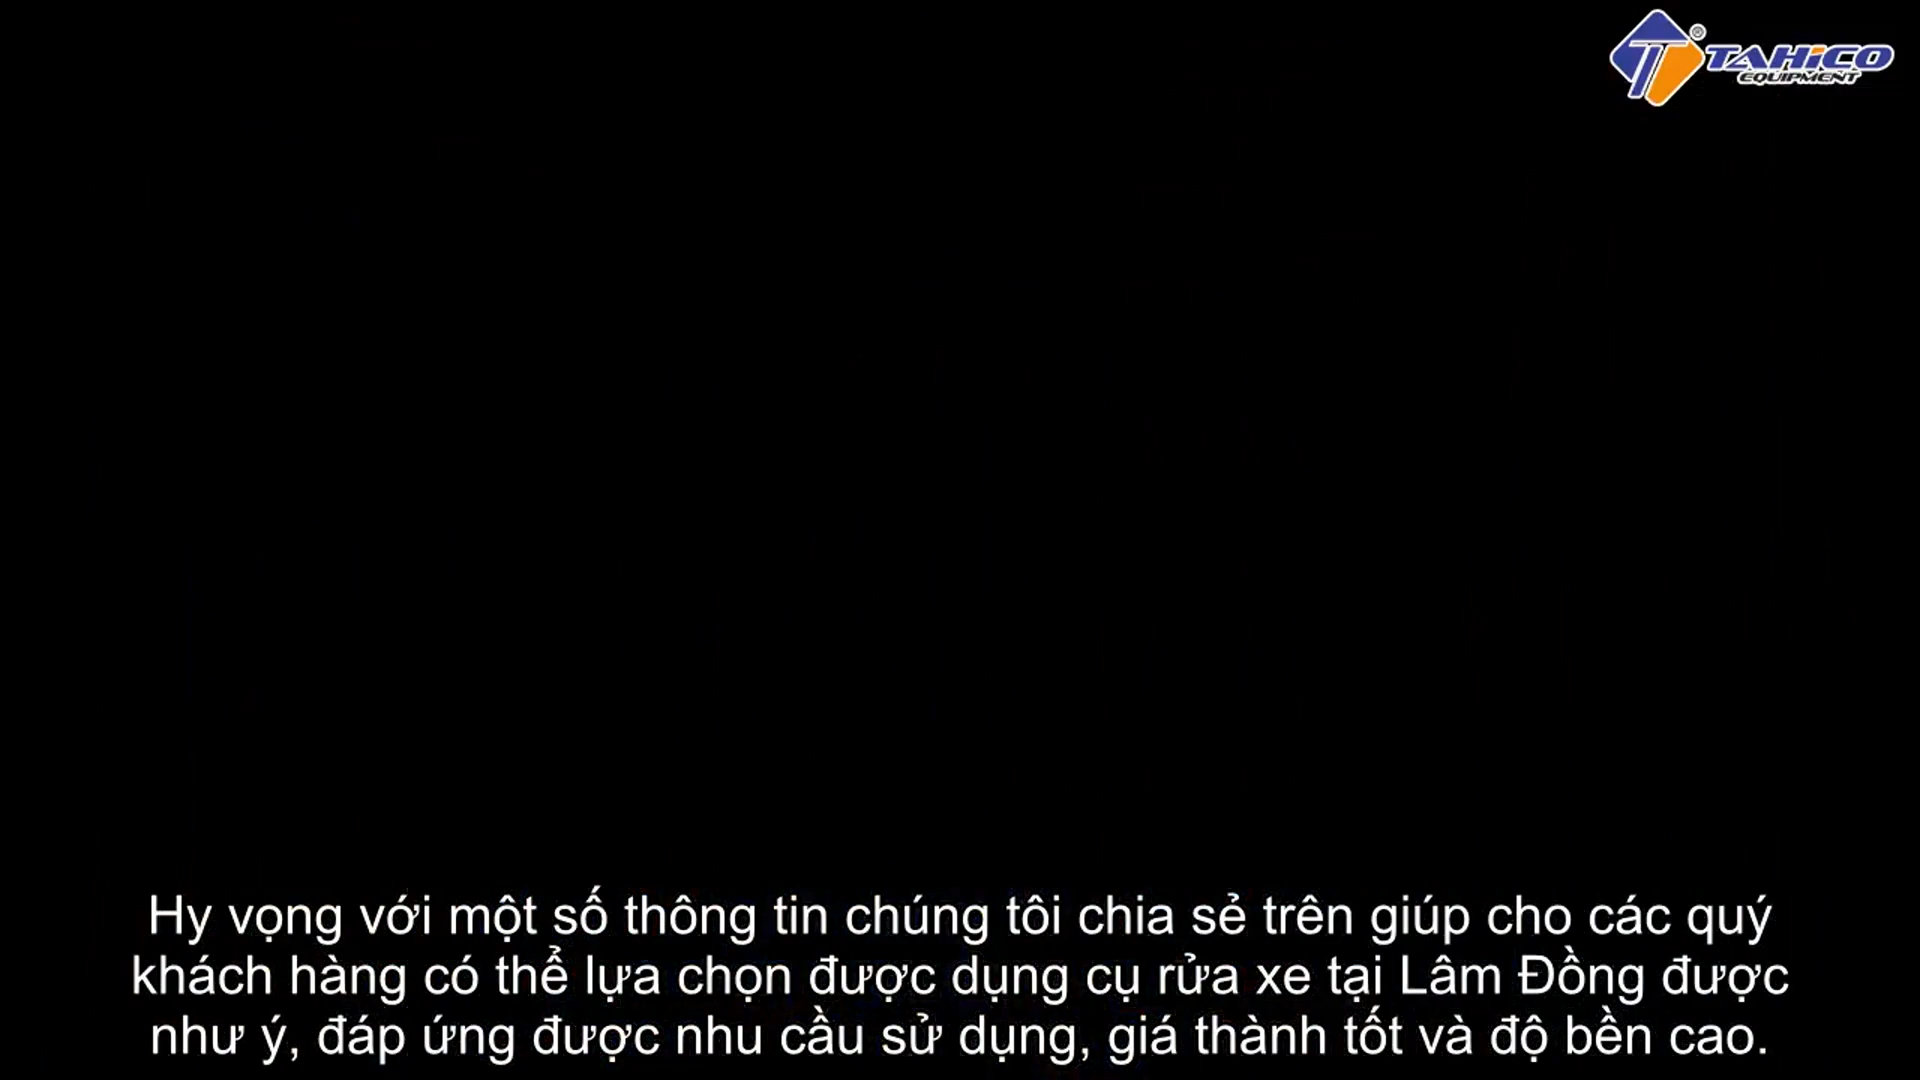 TAHICO
EQUIPMENT
Hy vọng với một số thông tin chúng tôi chia sẻ trên giúp cho các quý
khách hàng có thể lựa chọn được dụng cụ rửa xe tại Lâm Đồng được
như ý, đáp ứng được nhu cầu sử dụng, giá thành tốt và độ bền cao.